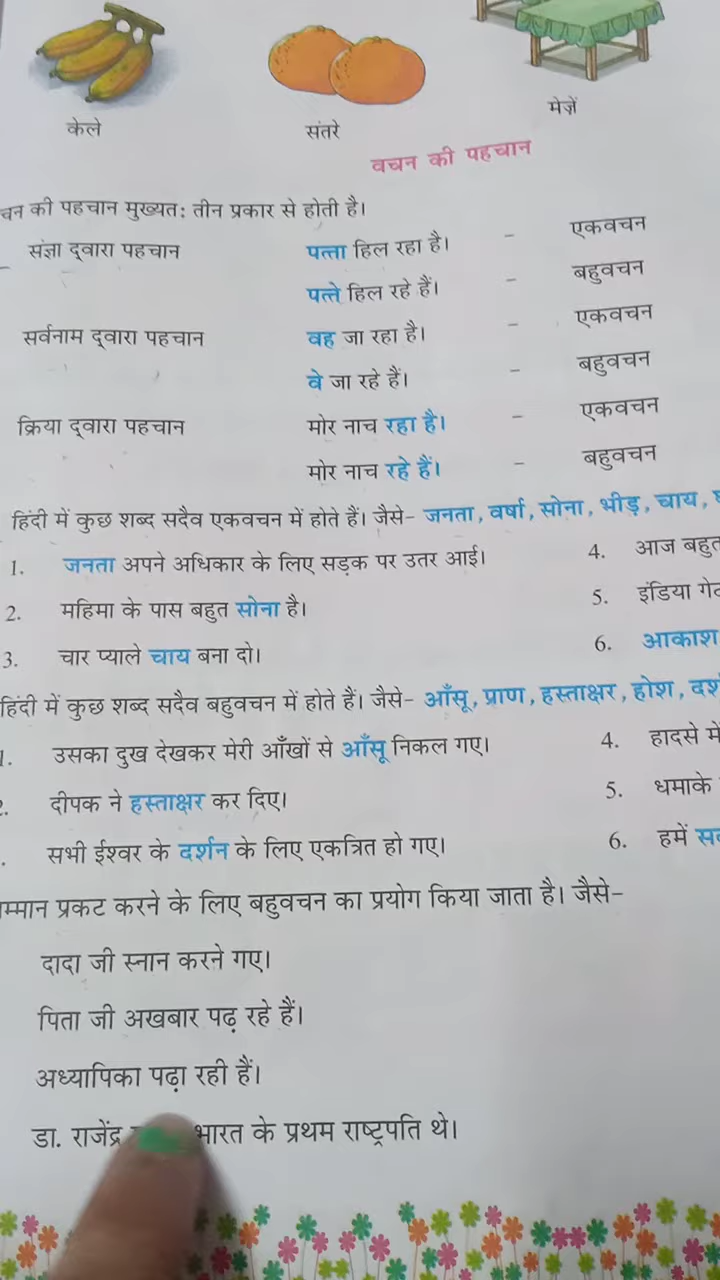 केले संतरे मेज़ें
वचन की पहचान
चन की पहचान मुख्यत: तीन प्रकार से होती है।
संज्ञा द्वारा पहचान पत्ता हिल रहा है। – एकवचन
पत्ते हिल रहे हैं। – बहुवचन
सर्वनाम द्वारा पहचान वह जा रहा है। – एकवचन
वे जा रहे हैं। – बहुवचन
क्रिया द्वारा पहचान मोर नाच रहा है। – एकवचन
मोर नाच रहे हैं। – बहुवचन
हिंदी में कुछ शब्द सदैव एकवचन में होते हैं। जैसे- जनता, वर्षा, सोना, भीड़, चाय,
1. जनता अपने अधिकार के लिए सड़क पर उतर आई। 4. आज बहुत
2. महिमा के पास बहुत सोना है। 5. इंडिया
3. चार प्याले चाय बना दो। 6. आकाश
हिंदी में कुछ शब्द सदैव बहुवचन में होते हैं। जैसे- आँसू, प्राण, हस्ताक्षर, होश,
1. उसका दुख देखकर मेरी आँखों से आँसू निकल गए। 4. हादसे में
2. दीपक ने हस्ताक्षर कर दिए। 5. धमाके
. सभी ईश्वर के दर्शन के लिए एकत्रित हो गए। 6. हमें
म्मान प्रकट करने के लिए बहुवचन का प्रयोग किया जाता है। जैसे–
दादा जी स्नान करने गए।
पिता जी अखबार पढ़ रहे हैं।
अध्यापिका पढ़ा रही हैं।
डा. राजेंद्र भारत के प्रथम राष्ट्रपति थे।